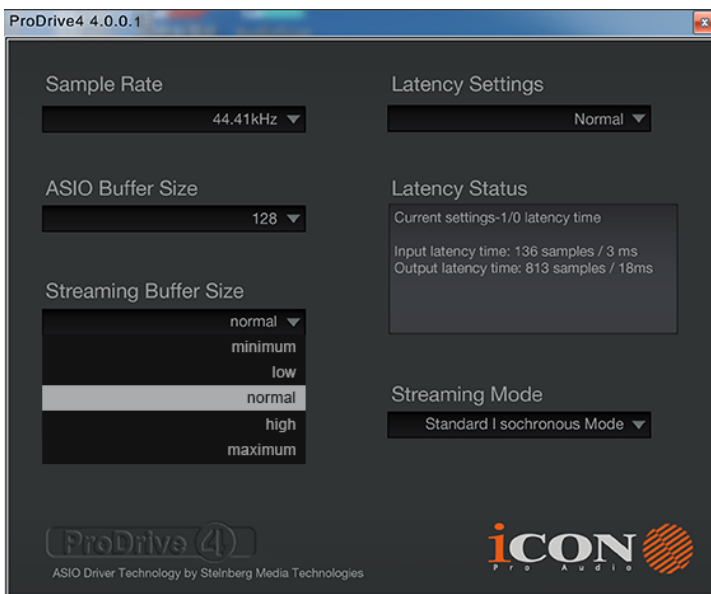 ProDrive4 4.0.0.1
Sample Rate
44.41kHz
ASIO Buffer Size
128
Streaming Buffer Size
normal
minimum
low
normal
high
maximum
Latency Settings
Normal
Latency Status
Current settings-1/0 latency time
Input latency time: 136 samples / 3 ms
Output latency time: 813 samples / 18ms
Streaming Mode
Standard I sochronous Mode
ProDrive 4
ASIO Driver Technology by Steinberg Media Technologies
iCON
Pro Audio